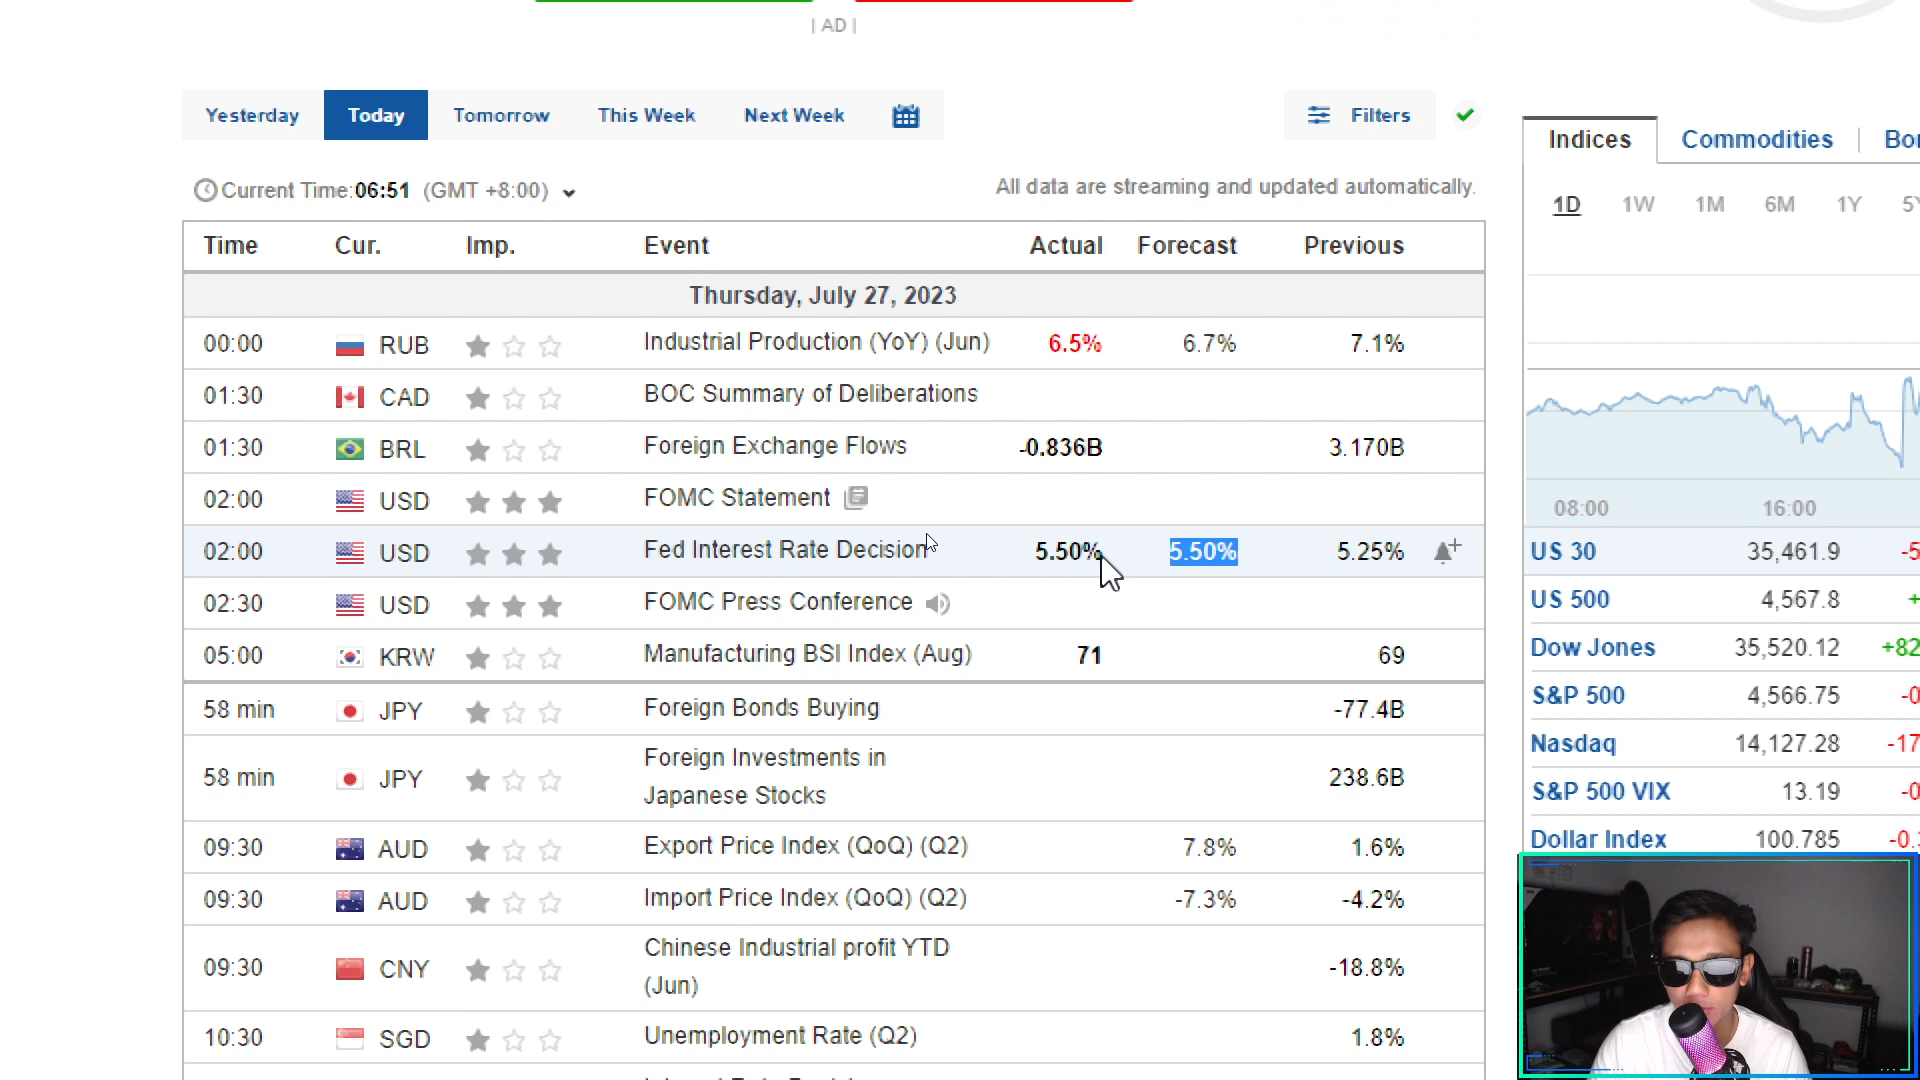 | AD |
Yesterday Today Tomorrow This Week Next Week Filters
Current Time:06:51 (GMT +8:00) All data are streaming and updated automatically.
Time Cur. Imp. Event Actual Forecast Previous
Thursday, July 27, 2023
00:00 RUB Industrial Production (YoY) (Jun) 6.5% 6.7% 7.1%
01:30 CAD BOC Summary of Deliberations
01:30 BRL Foreign Exchange Flows -0.836B 3.170B
02:00 USD FOMC Statement
02:00 USD Fed Interest Rate Decision 5.50% 5.50% 5.25%
02:30 USD FOMC Press Conference
05:00 KRW Manufacturing BSI Index (Aug) 71 69
58 min JPY Foreign Bonds Buying -77.4B
58 min JPY Foreign Investments in
Japanese Stocks 238.6B
09:30 AUD Export Price Index (QoQ) (Q2) 7.8% 1.6%
09:30 AUD Import Price Index (QoQ) (Q2) -7.3% -4.2%
09:30 CNY Chinese Industrial profit YTD
(Jun) -18.8%
10:30 SGD Unemployment Rate (Q2) 1.8%
Indices Commodities
1D 1W 1M 6M 1Y
08:00 16:00
US 30 35,461.9
US 500 4,567.8
Dow Jones 35,520.12 +82
S&P 500 4,566.75 -0
Nasdaq 14,127.28 -17
S&P 500 VIX 13.19 -0
Dollar Index 100.785 -0.